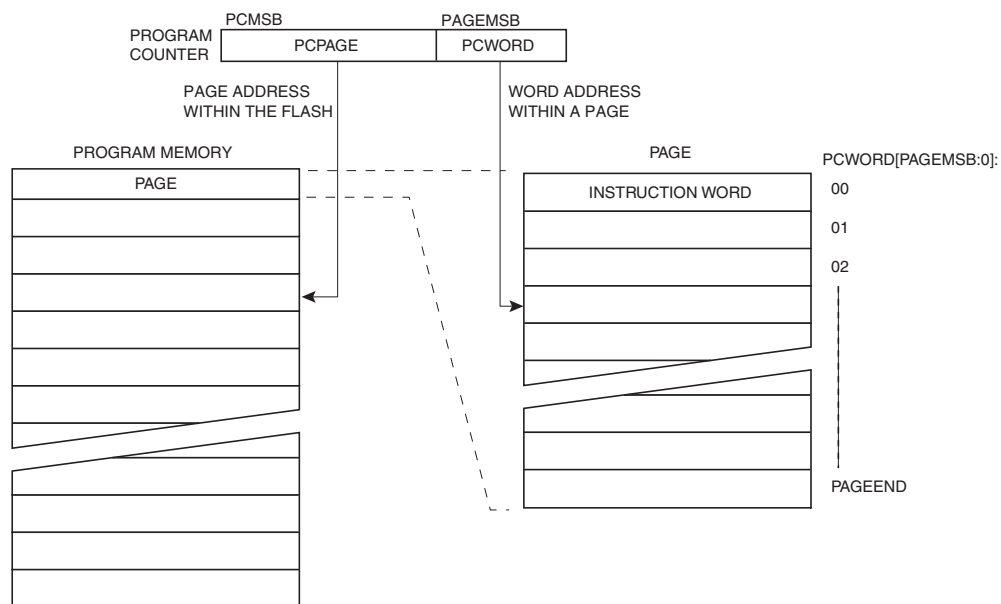 PCMSB
PAGEMSB
PROGRAM
COUNTER
PCPAGE
PCWORD
PAGE ADDRESS
WITHIN THE FLASH
WORD ADDRESS
WITHIN A PAGE
PROGRAM MEMORY
PAGE
PAGE
PCWORD[PAGEMSB:0]:
INSTRUCTION WORD
00
01
02
PAGEEND